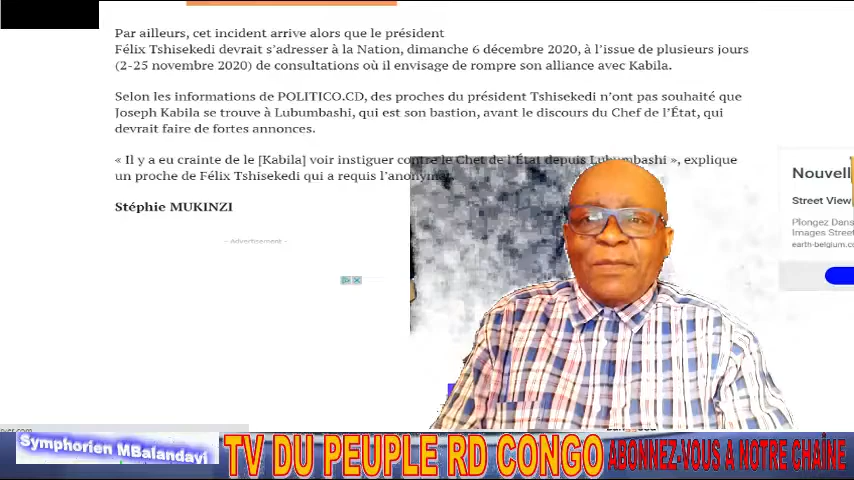 Par ailleurs, cet incident arrive alors que le président
Félix Tshisekedi devrait s'adresser à la Nation, dimanche 6 décembre 2020, à l'issue de plusieurs jours
(2-25 novembre 2020) de consultations où il envisage de rompre son alliance avec Kabila.
Selon les informations de POLITICO.CD, des proches du président Tshisekedi n'ont pas souhaité que
Joseph Kabila se trouve à Lubumbashi, qui est son bastion, avant le discours du Chef de l'État, qui
devrait faire de fortes annonces.
« Il y a eu crainte de le [Kabila] voir instiguer contre le Chef de l'État depuis Lubumbashi », explique
un proche de Félix Tshisekedi qui a requis l'anonymat.
Stéphie MUKINZI
- Advertisement -
Nouvell
Street View
Plongez Dans
Images Street
earth-belgium.c
Symphorien MBalandavi
TV DU PEUPLE RD CONGO
ABONNEZ-VOUS A NOTRE CHAÎNE